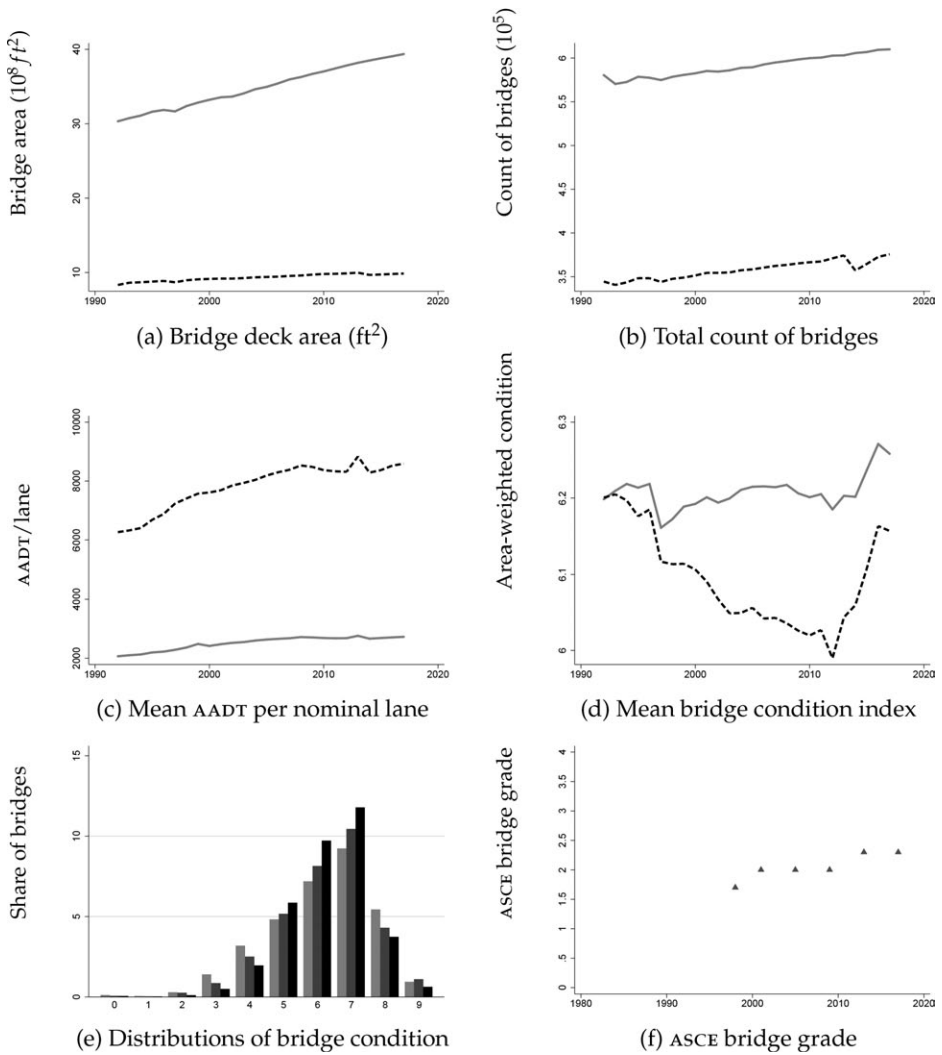 Bridge area (10⁸ ft²)
40
30
20
10
1990 2000 2010 2020
(a) Bridge deck area (ft²)
Count of bridges (10⁵)
6
5.5
5
4.5
4
3.5
1990 2000 2010 2020
(b) Total count of bridges
AADT/lane
10000
8000
6000
4000
2000
1990 2000 2010 2020
(c) Mean AADT per nominal lane
Area-weighted condition
6.3
6.2
6.1
6
1990 2000 2010 2020
(d) Mean bridge condition index
Share of bridges
15
10
5
0
0 1 2 3 4 5 6 7 8 9
(e) Distributions of bridge condition
ASCE bridge grade
4
3.5
3
2.5
2
1.5
1
.5
0
1980 1990 2000 2010 2020
(f) ASCE bridge grade